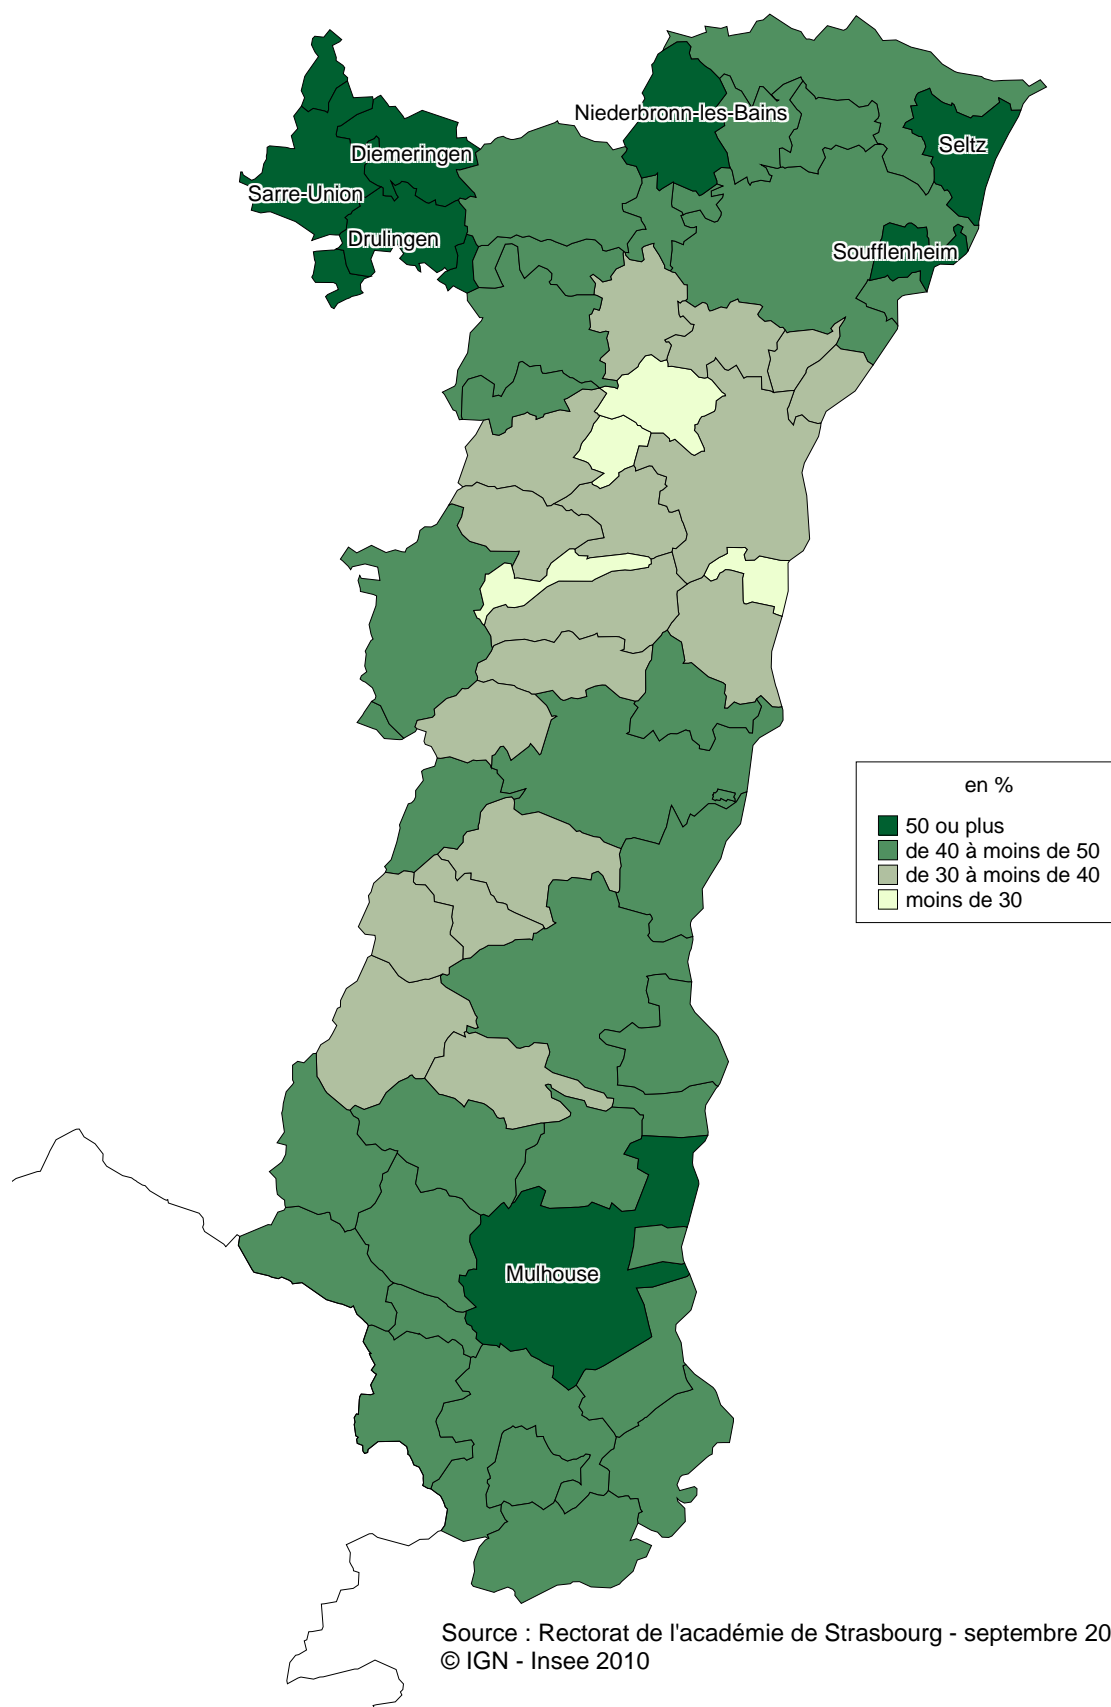 Niederbronn-les-Bains
Seltz
Diemeringen
Sarre-Union
Drulingen
Soufflenheim
en %
50 ou plus
de 40 à moins de 50
de 30 à moins de 40
moins de 30
Mulhouse
Source : Rectorat de l'académie de Strasbourg - septembre 20
© IGN - Insee 2010